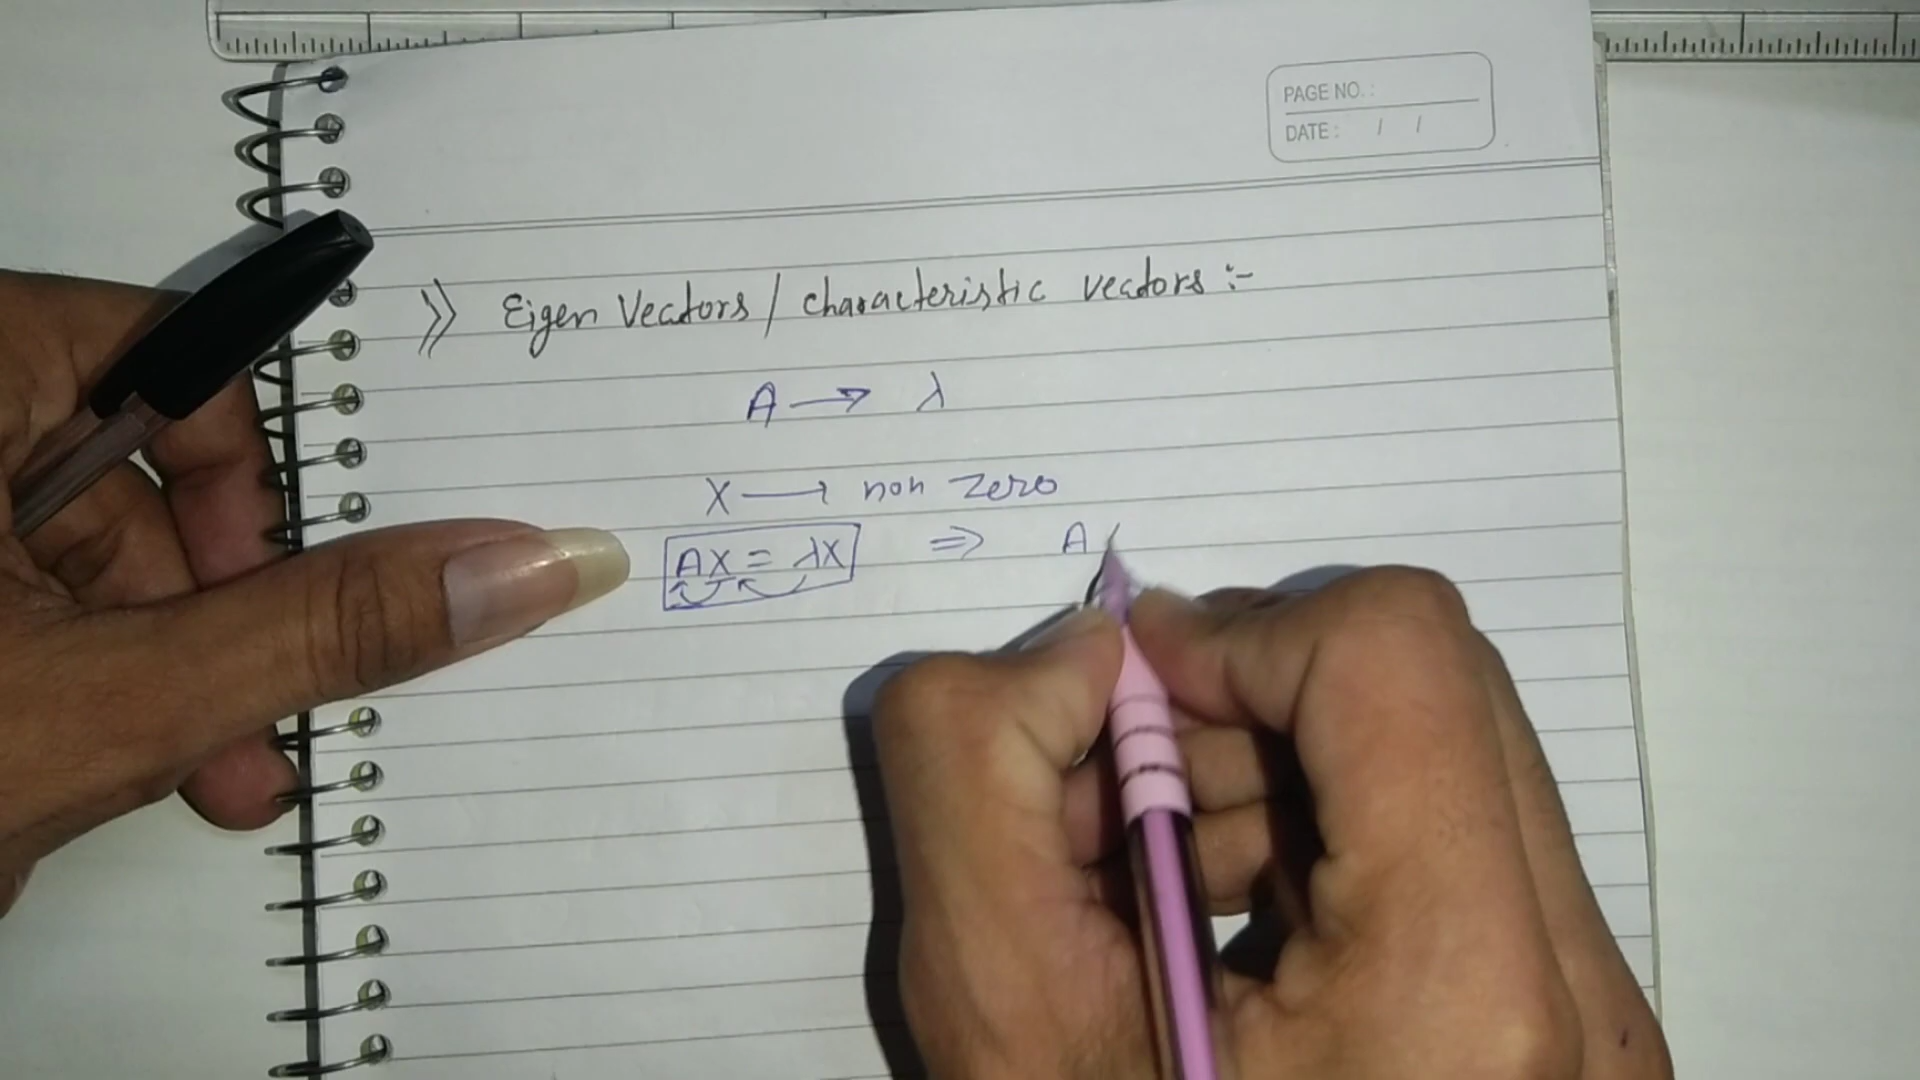 PAGE NO. :
DATE : / /
» Eigen Vectors / characteristic vectors :-
A → λ
X → non zero
AX = λX ⇒ A